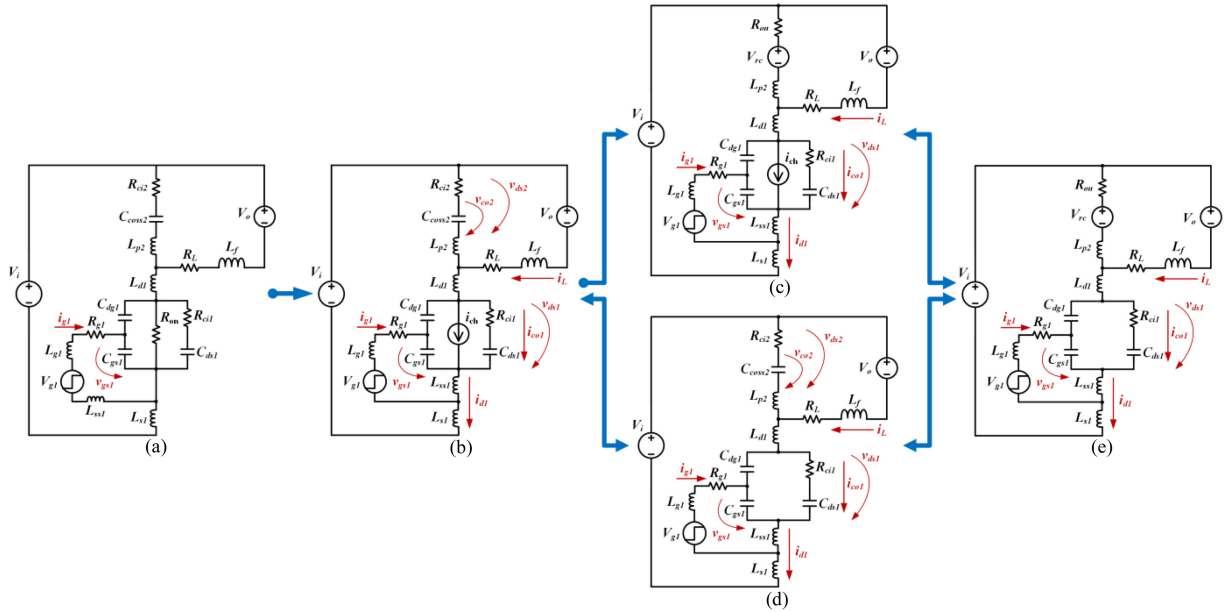 V_i
R_ci2
C_coss2
L_p2
V_o
R_L
L_f
L_d1
C_dg1
i_g1
R_g1
R_on
R_ci1
L_g1
C_gs1
C_ds1
V_g1
v_gs1
L_ss1
L_s1
(a)
V_i
R_ci2
v_co2
v_ds2
C_coss2
V_o
L_p2
R_L
L_f
i_L
L_d1
C_dg1
i_ch
R_ci1
v_ds1
i_g1
R_g1
i_co1
L_g1
C_gs1
C_ds1
V_g1
v_gs1
L_ss1
i_d1
L_s1
(b)
R_on
V_rc
V_o
L_p2
R_L
L_f
V_i
i_L
L_d1
C_dg1
i_ch
R_ci1
v_ds1
i_g1
R_g1
i_co1
L_g1
C_gs1
C_ds1
V_g1
v_gs1
L_ss1
i_d1
L_s1
(c)
R_ci2
v_co2
v_ds2
C_coss2
V_o
L_p2
R_L
L_f
V_i
i_L
L_d1
C_dg1
R_ci1
v_ds1
i_g1
R_g1
i_co1
L_g1
C_gs1
C_ds1
V_g1
v_gs1
L_ss1
i_d1
L_s1
(d)
R_on
V_rc
V_o
L_p2
R_L
L_f
V_i
i_L
L_d1
C_dg1
R_ci1
v_ds1
i_g1
R_g1
i_co1
L_g1
C_gs1
C_ds1
V_g1
v_gs1
L_ss1
i_d1
L_s1
(e)